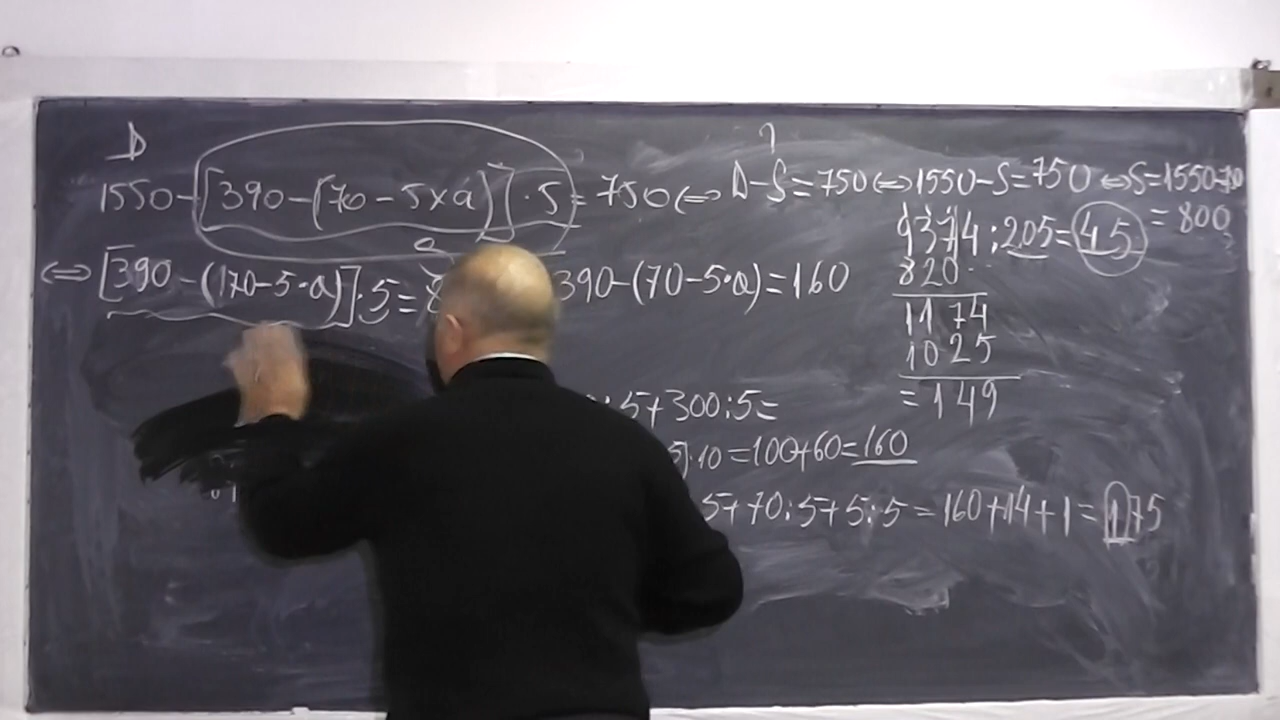 D
?
1550-[390-(70-5×a)]·5=750⇔ D-S=750⇔1550-S=750⇔S=1550-750
=800
a
9374:205=45
820
1174
1025
=149
⇔[390-(170-5·a)]·5= 390-(70-5·a)=160
:5+300:5=
5)·10=100+60=160
5+70:5+5:5=160+14+1=175